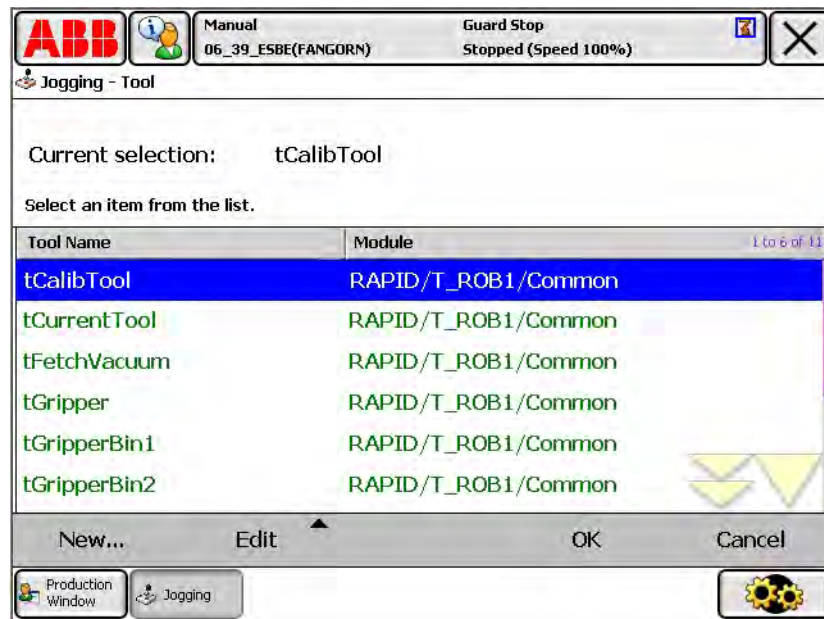 ABB
Manual
Guard Stop
06_39_ESBE(FANGORN)
Stopped (Speed 100%)
Jogging - Tool
Current selection: tCalibTool
Select an item from the list.
Tool Name Module 1 to 6 of 11
tCalibTool RAPID/T_ROB1/Common
tCurrentTool RAPID/T_ROB1/Common
tFetchVacuum RAPID/T_ROB1/Common
tGripper RAPID/T_ROB1/Common
tGripperBin1 RAPID/T_ROB1/Common
tGripperBin2 RAPID/T_ROB1/Common
New... Edit OK Cancel
Production
Window
Jogging